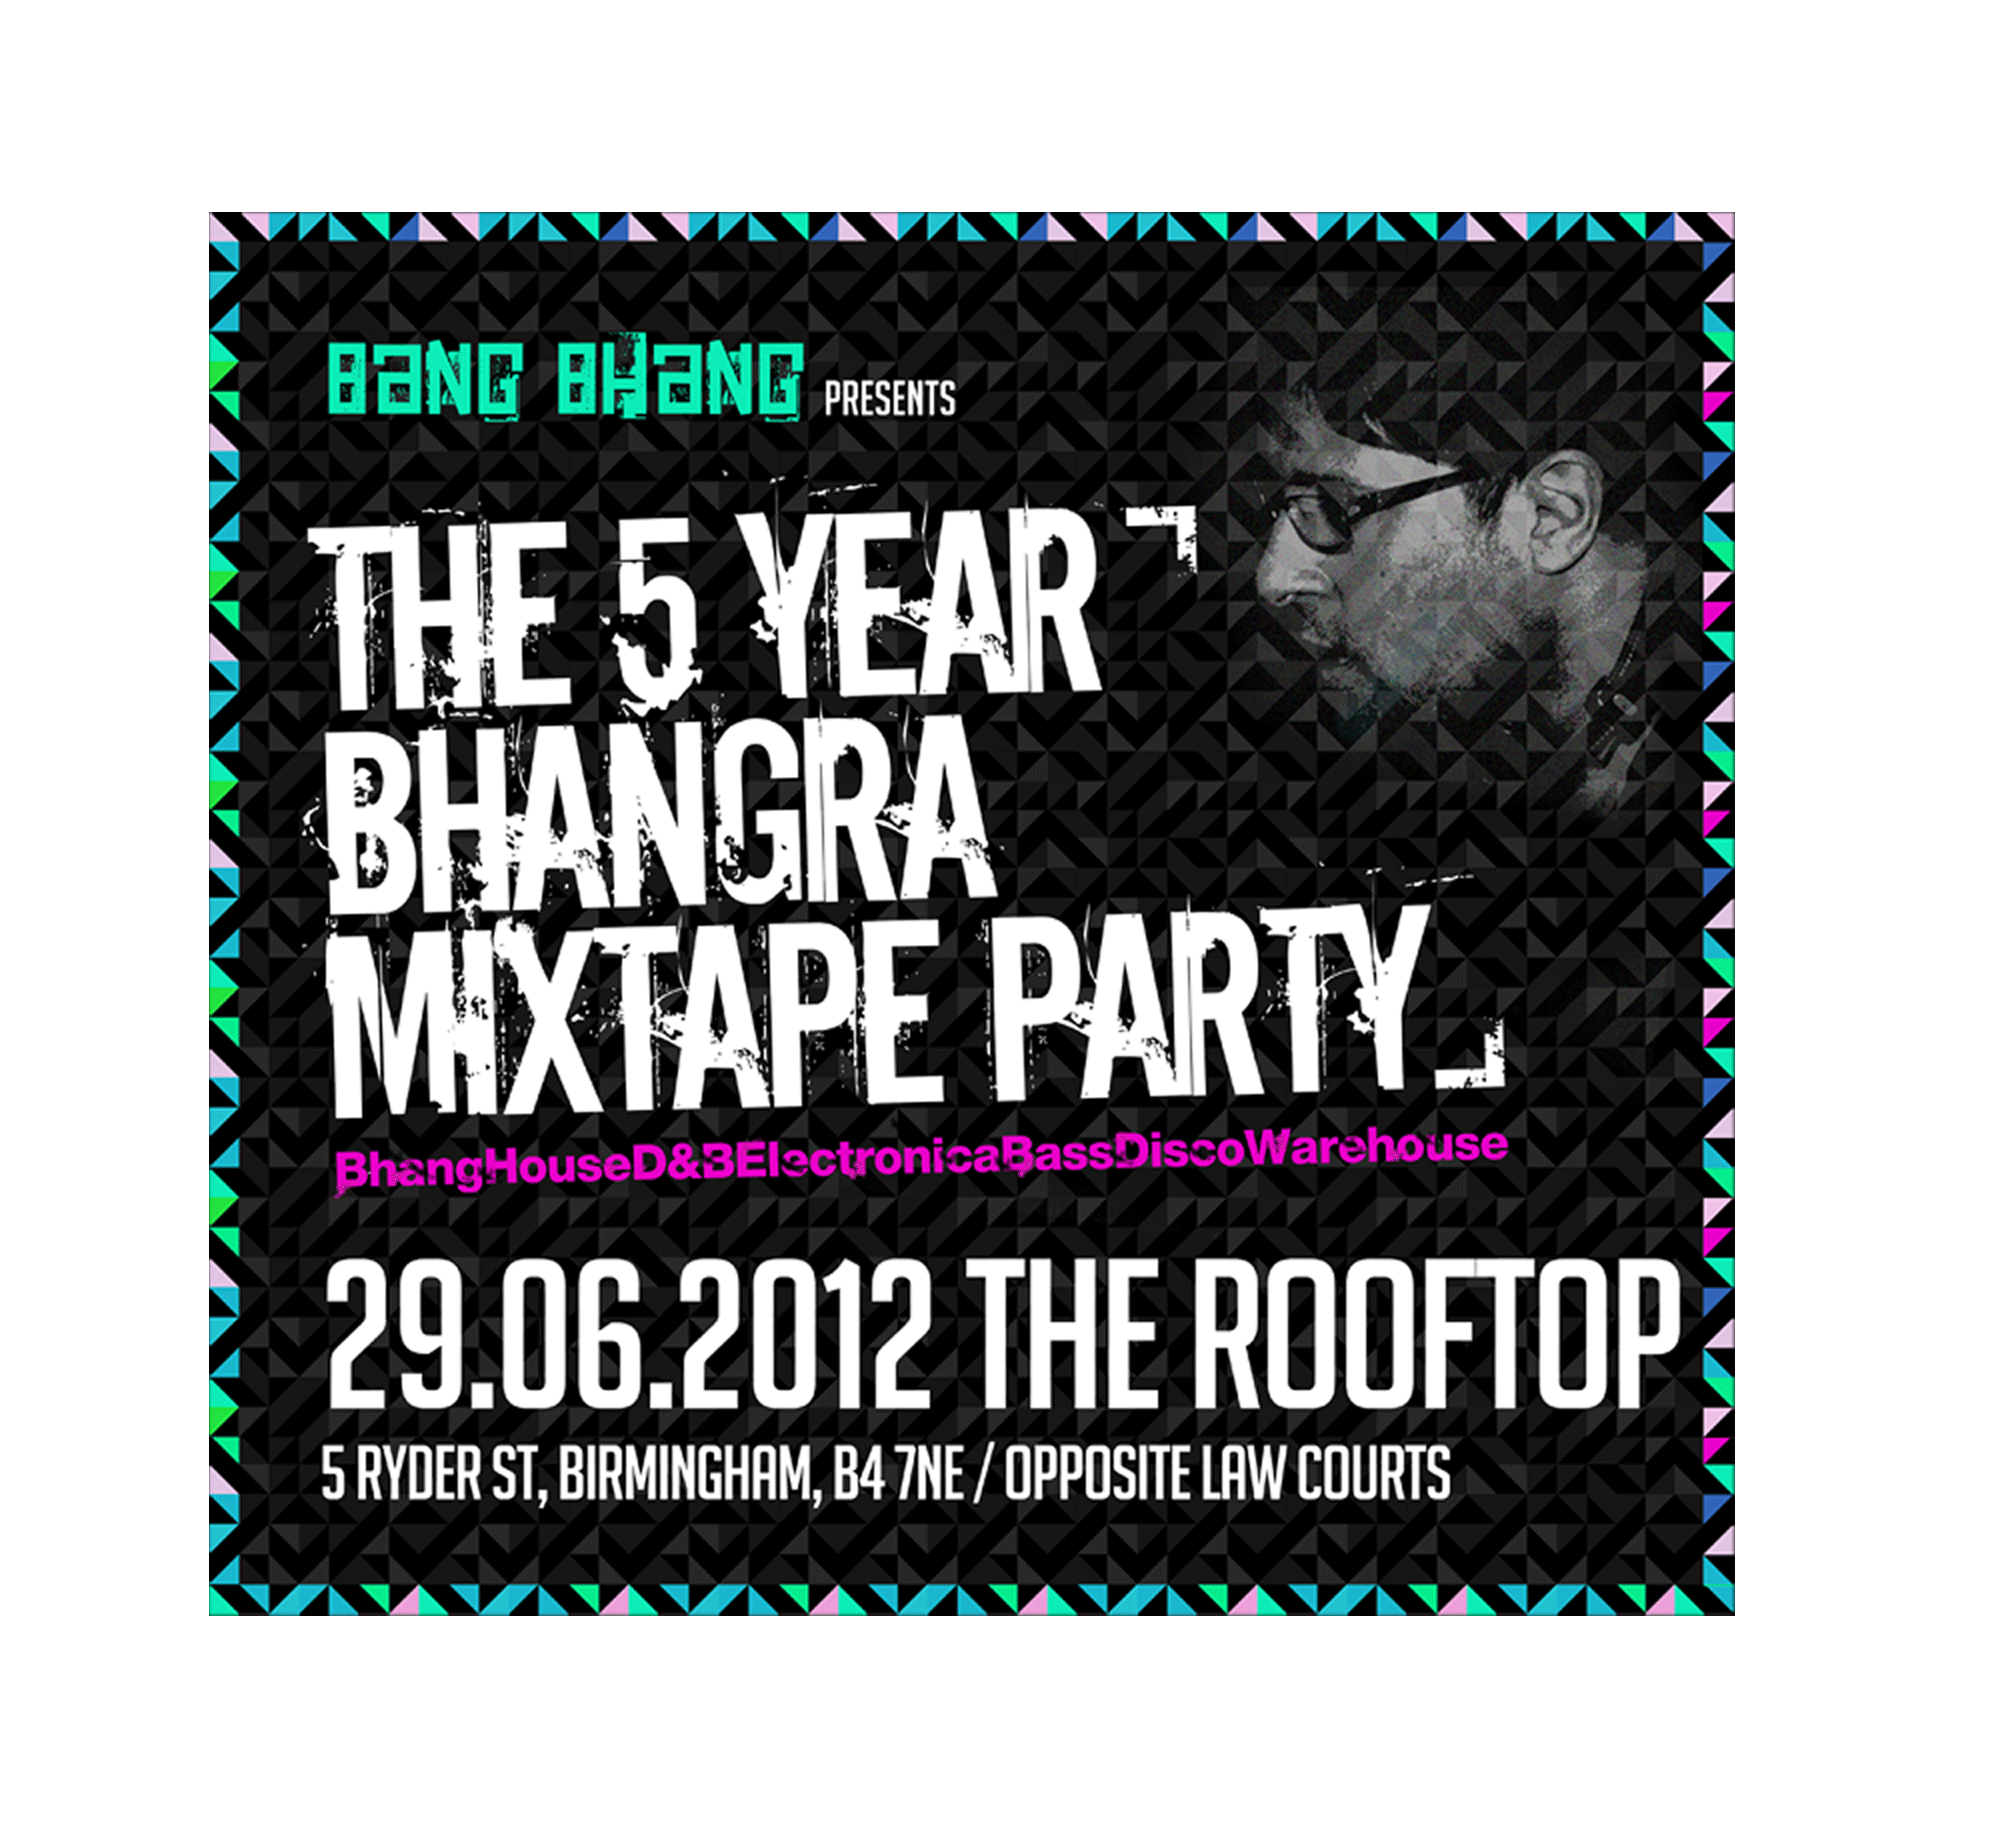 BaNG BHaNG PRESENTS
THE 5 YEAR
BHANGRA
MIXTAPE PARTY
BhangHouseD&BElectronicaBassDiscoWarehouse
29.06.2012 THE ROOFTOP
5 RYDER ST, BIRMINGHAM, B4 7NE / OPPOSITE LAW COURTS